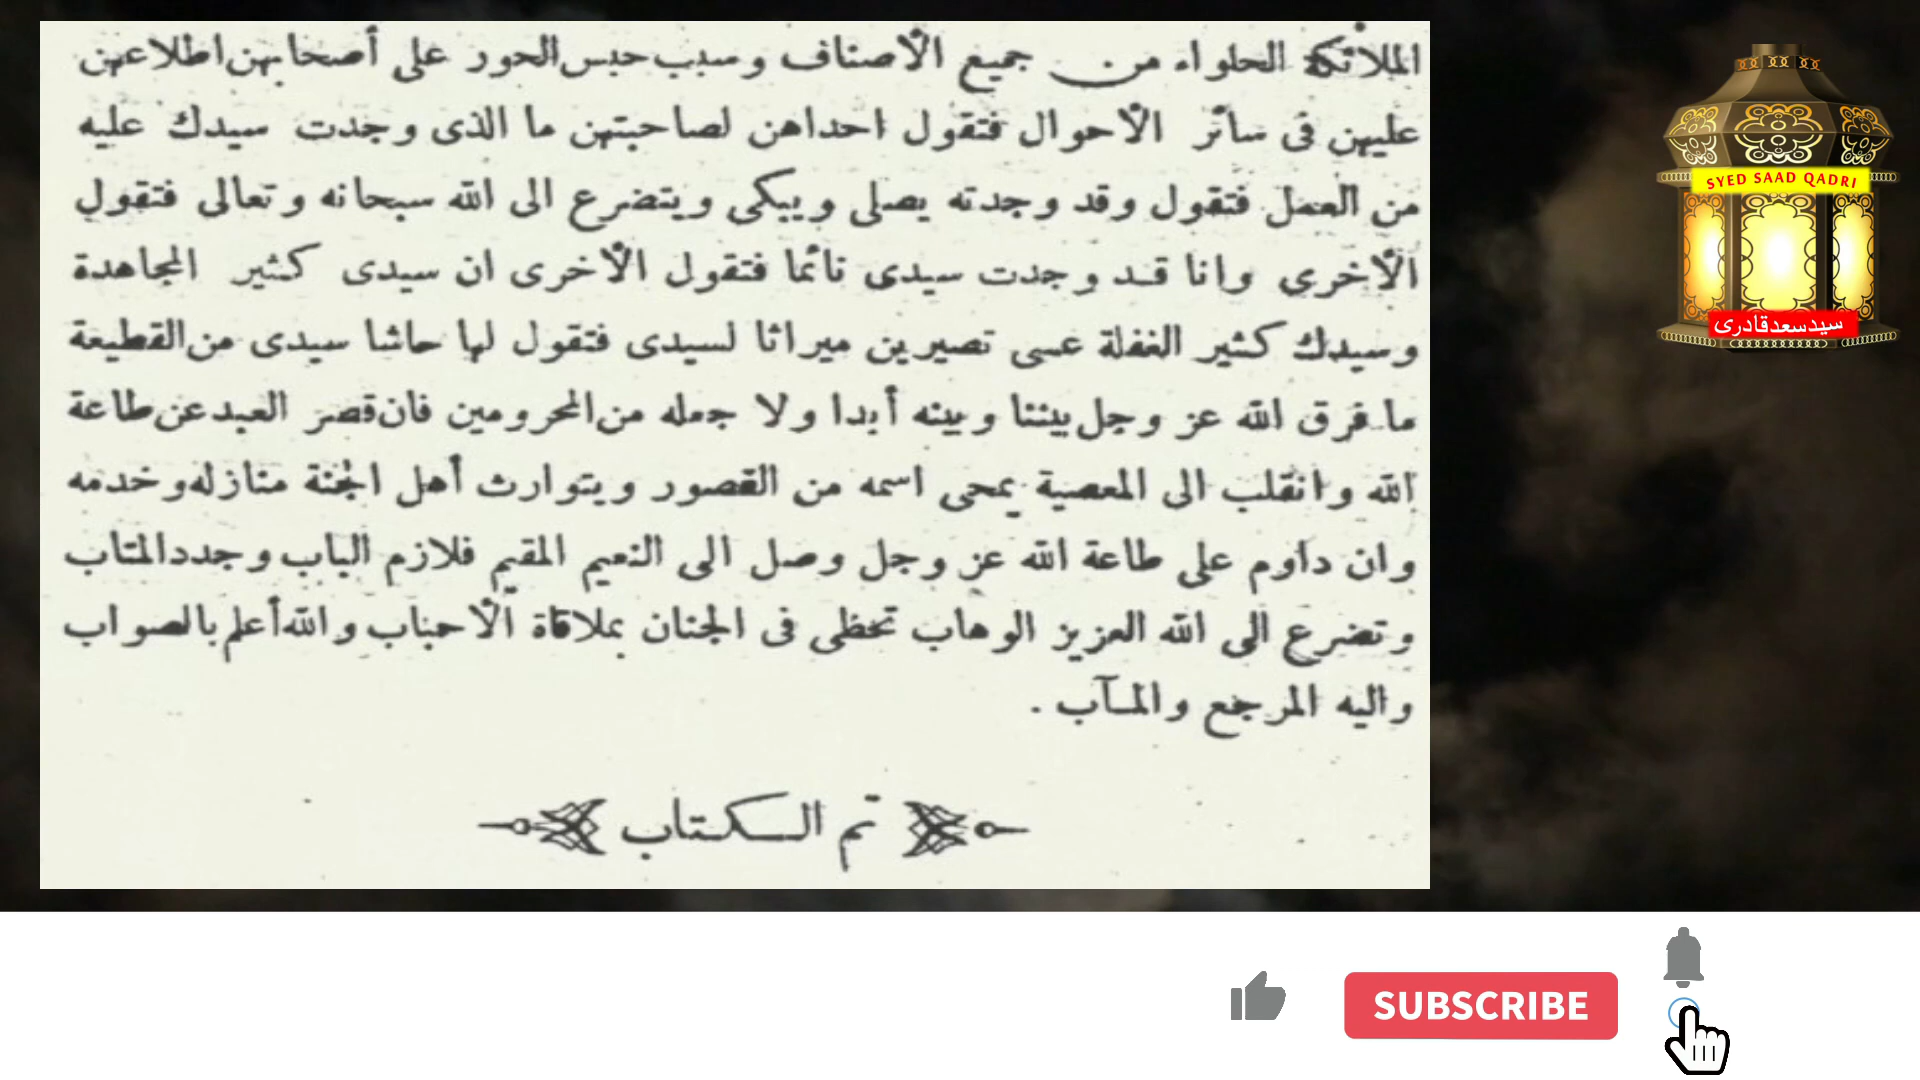 الملائكة الحلواء من جميع الأصناف وسبب حبس الحور على أصحابهن اطلاعهن
عليهن فى سائر الأحوال فتقول احداهن لصاحبتهن ما الذى وجدت سيدك عليه
من العمل فتقول وقد وجدته يصلى ويبكى ويتضرع الى الله سبحانه وتعالى فتقول
الأخرى وانا قد وجدت سيدى نائما فتقول الأخرى ان سيدى كثير المجاهدة
وسيدك كثير الغفلة عسى تصيرين ميراثا لسيدى فتقول لها حاشا سيدى من القطيعة
ما فرق الله عز وجل بيننا وبينه أبدا ولا جعله من المحرومين فان قصر العبد عن طاعة
الله وانقلب الى المعصية يمحى اسمه من القصور ويتوارث أهل الجنة منازله وخدمه
وان داوم على طاعة الله عز وجل وصل الى النعيم المقيم فلازم الباب وجدد المتاب
وتضرع الى الله العزيز الوهاب تحظى فى الجنان بملاقاة الأحباب والله أعلم بالصواب
واليه المرجع والمآب .
تم الكتاب
SYED SAAD QADRI
سید سعد قادری
SUBSCRIBE